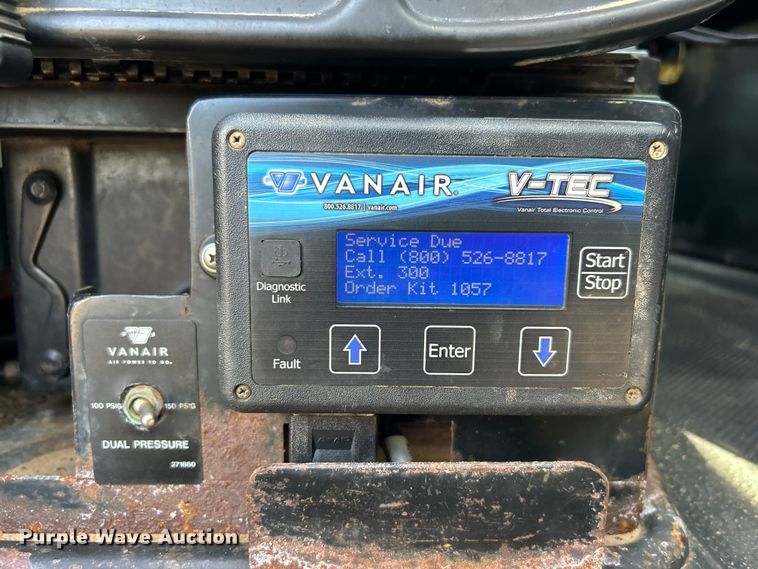 VANAIR®
800.526.8817 | vanair.com
V-TEC
Vanair Total Electronic Control
Service Due
Call (800) 526-8817
Ext. 300
Order Kit 1057
Diagnostic
Link
Start
Stop
Fault
Enter
VANAIR
AIR POWER TO GO®
100 PSIG
150 PSIG
DUAL PRESSURE
271660
Purple Wave Auction